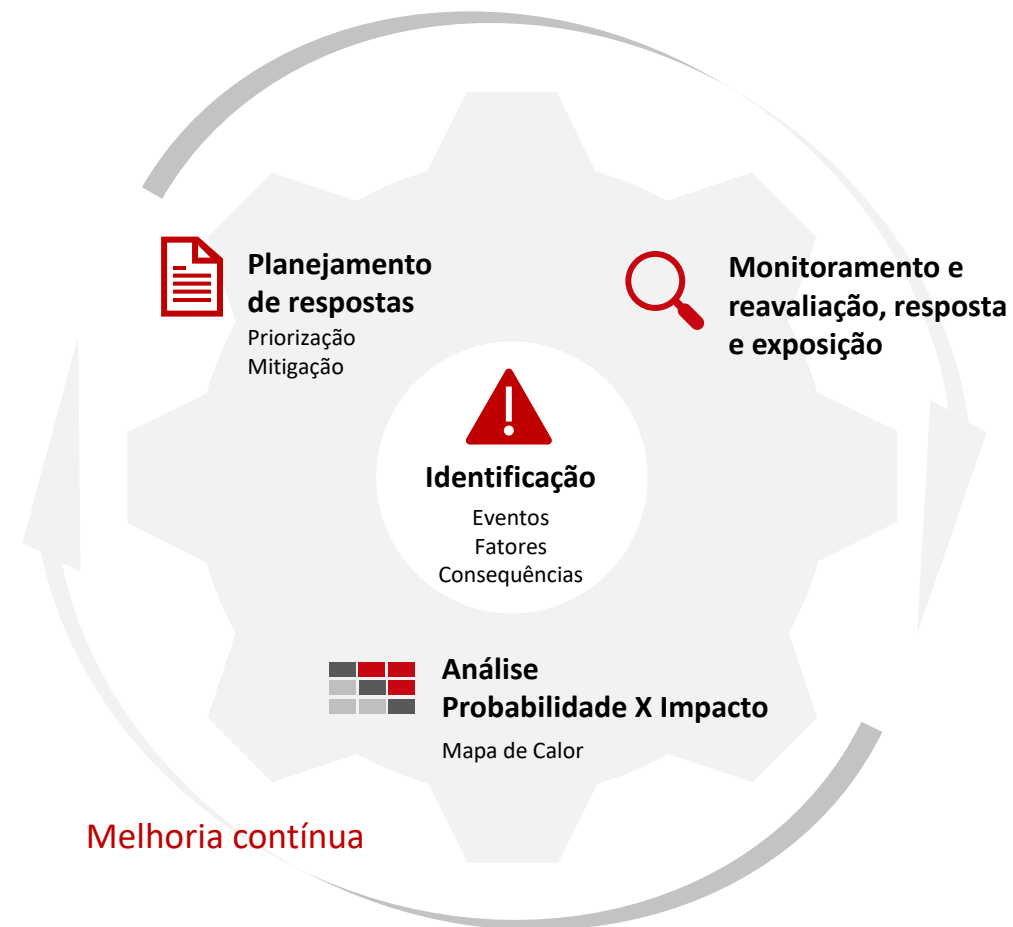 Planejamento
de respostas
Priorização
Mitigação
Monitoramento e
reavaliação, resposta
e exposição
Identificação
Eventos
Fatores
Consequências
Análise
Probabilidade X Impacto
Mapa de Calor
Melhoria contínua